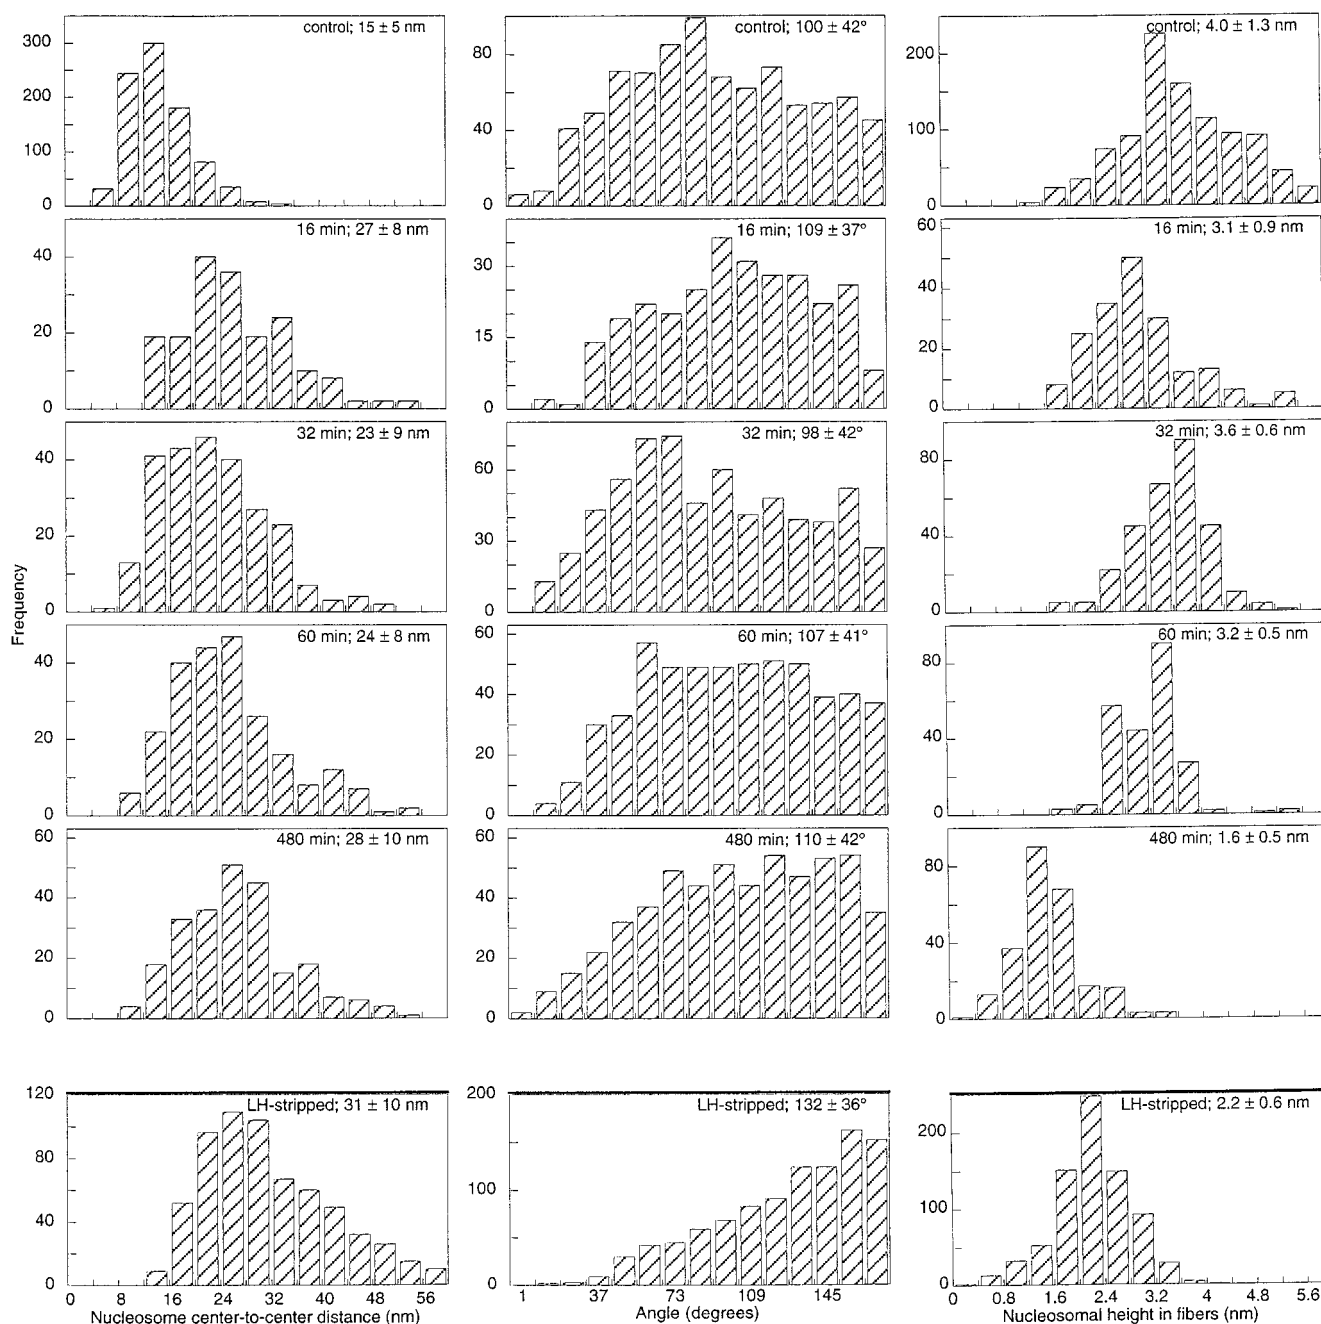 control; 15 ± 5 nm
300
200
100
0
control; 100 ± 42°
80
40
0
control; 4.0 ± 1.3 nm
200
100
0
16 min; 27 ± 8 nm
40
20
0
16 min; 109 ± 37°
30
15
0
16 min; 3.1 ± 0.9 nm
60
40
20
0
32 min; 23 ± 9 nm
40
20
0
32 min; 98 ± 42°
60
30
0
32 min; 3.6 ± 0.6 nm
80
40
0
Frequency
60 min; 24 ± 8 nm
40
20
0
60 min; 107 ± 41°
60
40
20
0
60 min; 3.2 ± 0.5 nm
80
40
0
480 min; 28 ± 10 nm
60
40
20
0
480 min; 110 ± 42°
60
40
20
0
480 min; 1.6 ± 0.5 nm
80
40
0
LH-stripped; 31 ± 10 nm
120
80
40
0
0 8 16 24 32 40 48 56
Nucleosome center-to-center distance (nm)
LH-stripped; 132 ± 36°
200
100
0
1 37 73 109 145
Angle (degrees)
LH-stripped; 2.2 ± 0.6 nm
200
100
0
0 0.8 1.6 2.4 3.2 4 4.8 5.6
Nucleosomal height in fibers (nm)